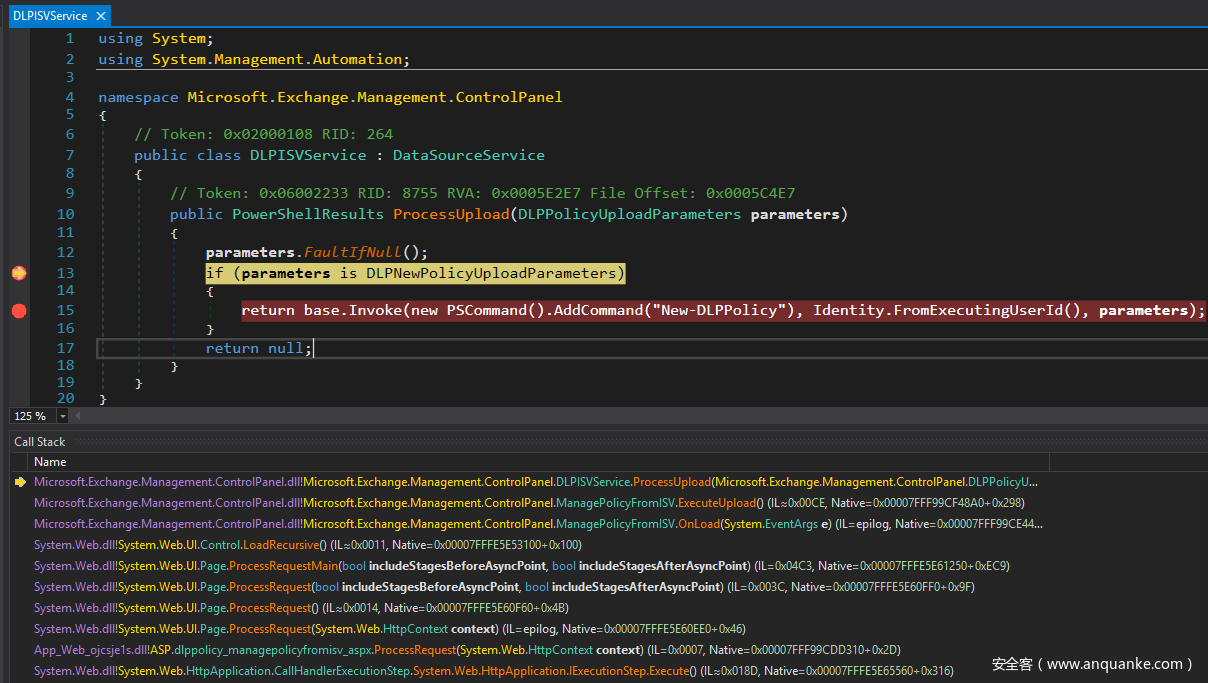 DLPISVService ×
1 using System;
2 using System.Management.Automation;
3
4 namespace Microsoft.Exchange.Management.ControlPanel
5 {
6 // Token: 0x02000108 RID: 264
7 public class DLPISVService : DataSourceService
8 {
9 // Token: 0x06002233 RID: 8755 RVA: 0x0005E2E7 File Offset: 0x0005C4E7
10 public PowerShellResults ProcessUpload(DLPPolicyUploadParameters parameters)
11 {
12 parameters.FaultIfNull();
13 if (parameters is DLPNewPolicyUploadParameters)
14 {
15 return base.Invoke(new PSCommand().AddCommand("New-DLPPolicy"), Identity.FromExecutingUserId(), parameters);
16 }
17 return null;
18 }
19 }
20 }
125 %
Call Stack
Name
Microsoft.Exchange.Management.ControlPanel.dll!Microsoft.Exchange.Management.ControlPanel.DLPISVService.ProcessUpload(Microsoft.Exchange.Management.ControlPanel.DLPPolicyU...
Microsoft.Exchange.Management.ControlPanel.dll!Microsoft.Exchange.Management.ControlPanel.ManagePolicyFromISV.ExecuteUpload() (IL≈0x00CE, Native=0x00007FFF99CF48A0+0x298)
Microsoft.Exchange.Management.ControlPanel.dll!Microsoft.Exchange.Management.ControlPanel.ManagePolicyFromISV.OnLoad(System.EventArgs e) (IL=epilog, Native=0x00007FFF99CE44...
System.Web.dll!System.Web.UI.Control.LoadRecursive() (IL≈0x0011, Native=0x00007FFFE5E53100+0x100)
System.Web.dll!System.Web.UI.Page.ProcessRequestMain(bool includeStagesBeforeAsyncPoint, bool includeStagesAfterAsyncPoint) (IL=0x04C3, Native=0x00007FFFE5E61250+0xEC9)
System.Web.dll!System.Web.UI.Page.ProcessRequest(bool includeStagesBeforeAsyncPoint, bool includeStagesAfterAsyncPoint) (IL=0x003C, Native=0x00007FFFE5E60FF0+0x9F)
System.Web.dll!System.Web.UI.Page.ProcessRequest() (IL≈0x0014, Native=0x00007FFFE5E60F60+0x4B)
System.Web.dll!System.Web.UI.Page.ProcessRequest(System.Web.HttpContext context) (IL=epilog, Native=0x00007FFFE5E60EE0+0x46)
App_Web_ojcsje1s.dll!ASP.dlppolicy_managepolicyfromisv_aspx.ProcessRequest(System.Web.HttpContext context) (IL=0x0007, Native=0x00007FFF99CDD310+0x2D)
System.Web.dll!System.Web.HttpApplication.CallHandlerExecutionStep.System.Web.HttpApplication.IExecutionStep.Execute() (IL≈0x018D, Native=0x00007FFFE5E65560+0x316)
安全客（www.anquanke.com）